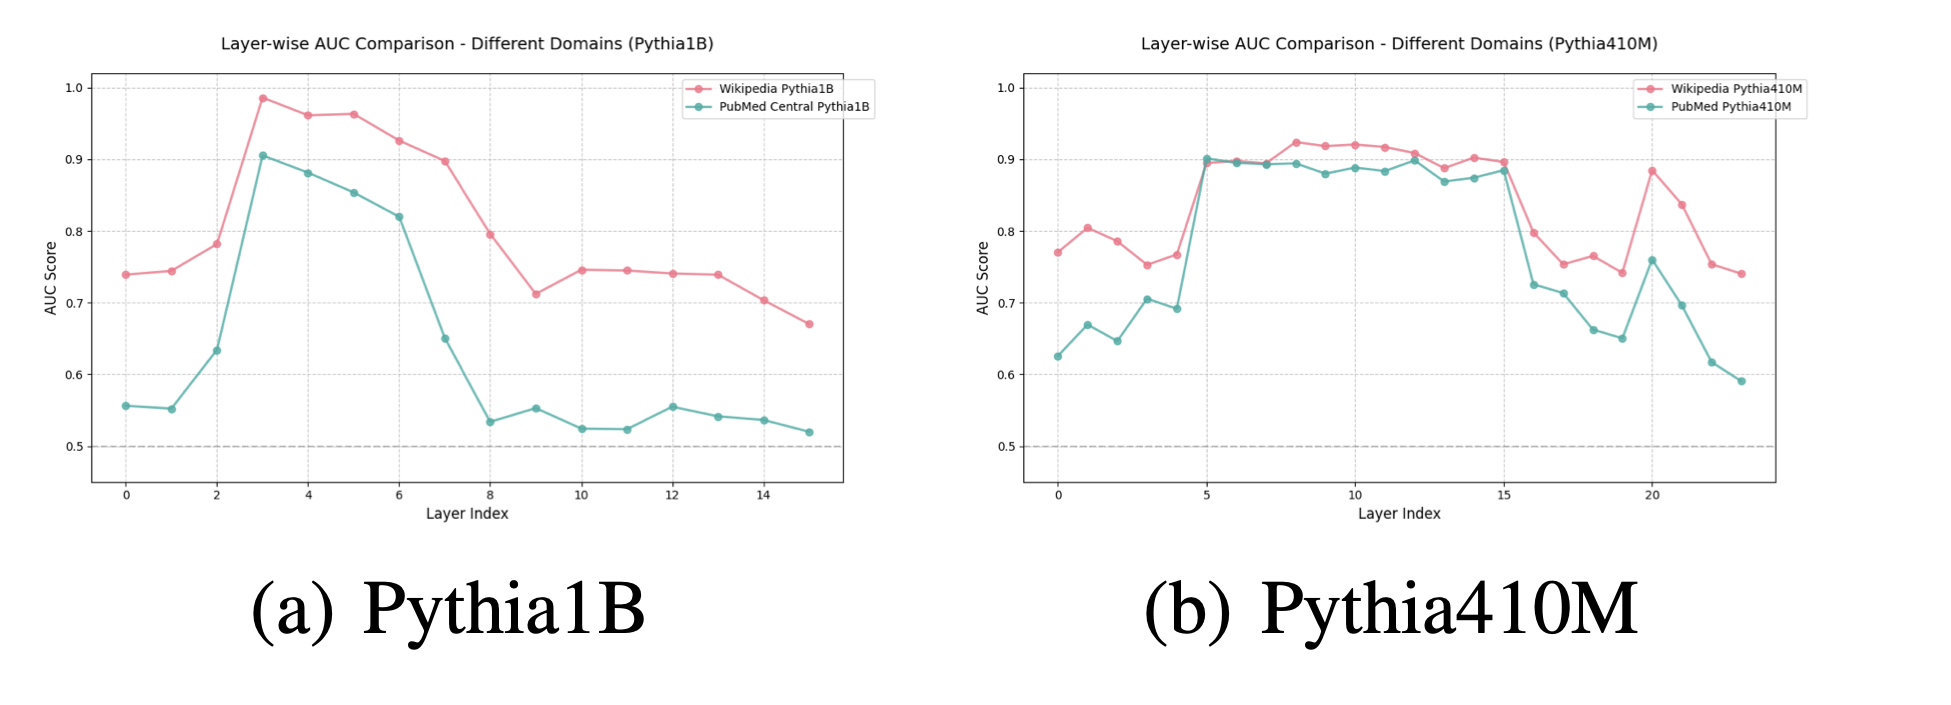 Layer-wise AUC Comparison - Different Domains (Pythia1B)
Wikipedia Pythia1B
PubMed Central Pythia1B
1.0
0.9
0.8
0.7
0.6
0.5
AUC Score
0 2 4 6 8 10 12 14
Layer Index
(a) Pythia1B
Layer-wise AUC Comparison - Different Domains (Pythia410M)
Wikipedia Pythia410M
PubMed Pythia410M
1.0
0.9
0.8
0.7
0.6
0.5
AUC Score
0 5 10 15 20
Layer Index
(b) Pythia410M